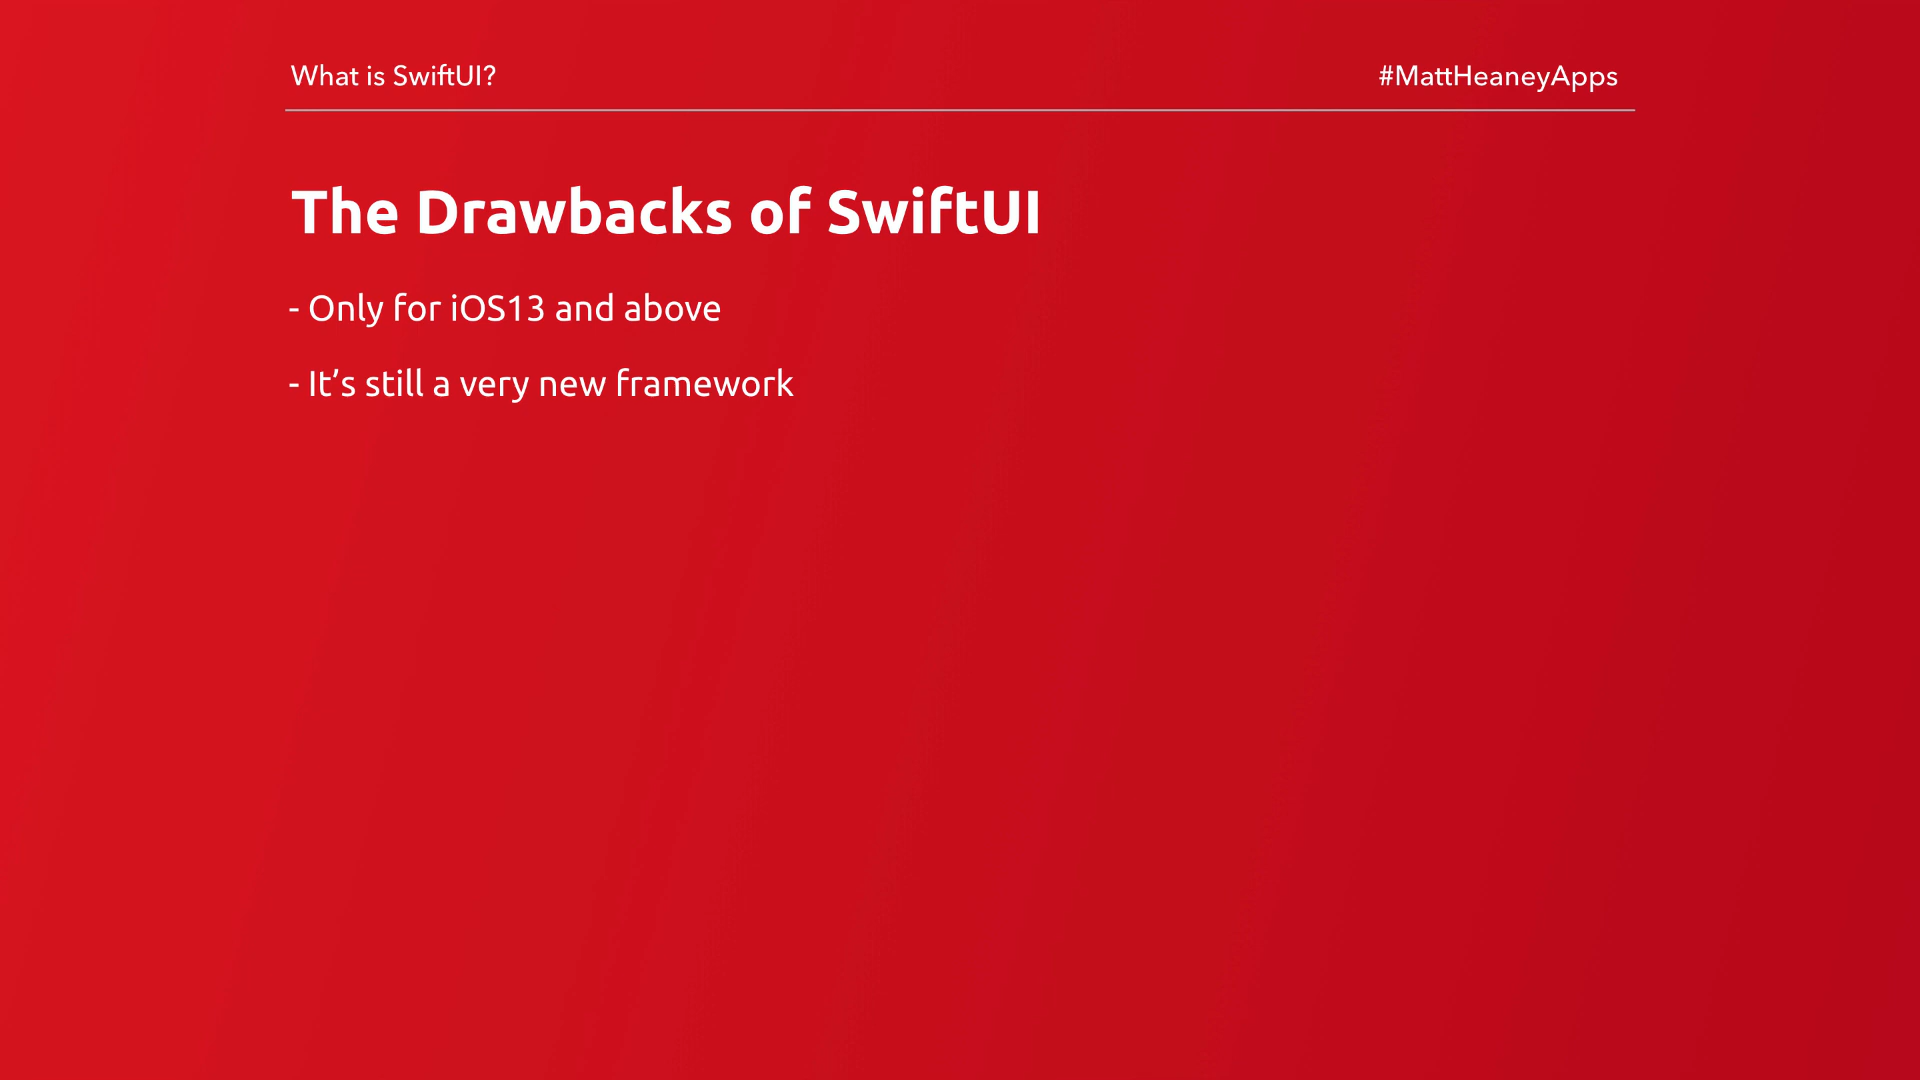 What is SwiftUI?
#MattHeaneyApps
The Drawbacks of SwiftUI
- Only for iOS13 and above
- It’s still a very new framework